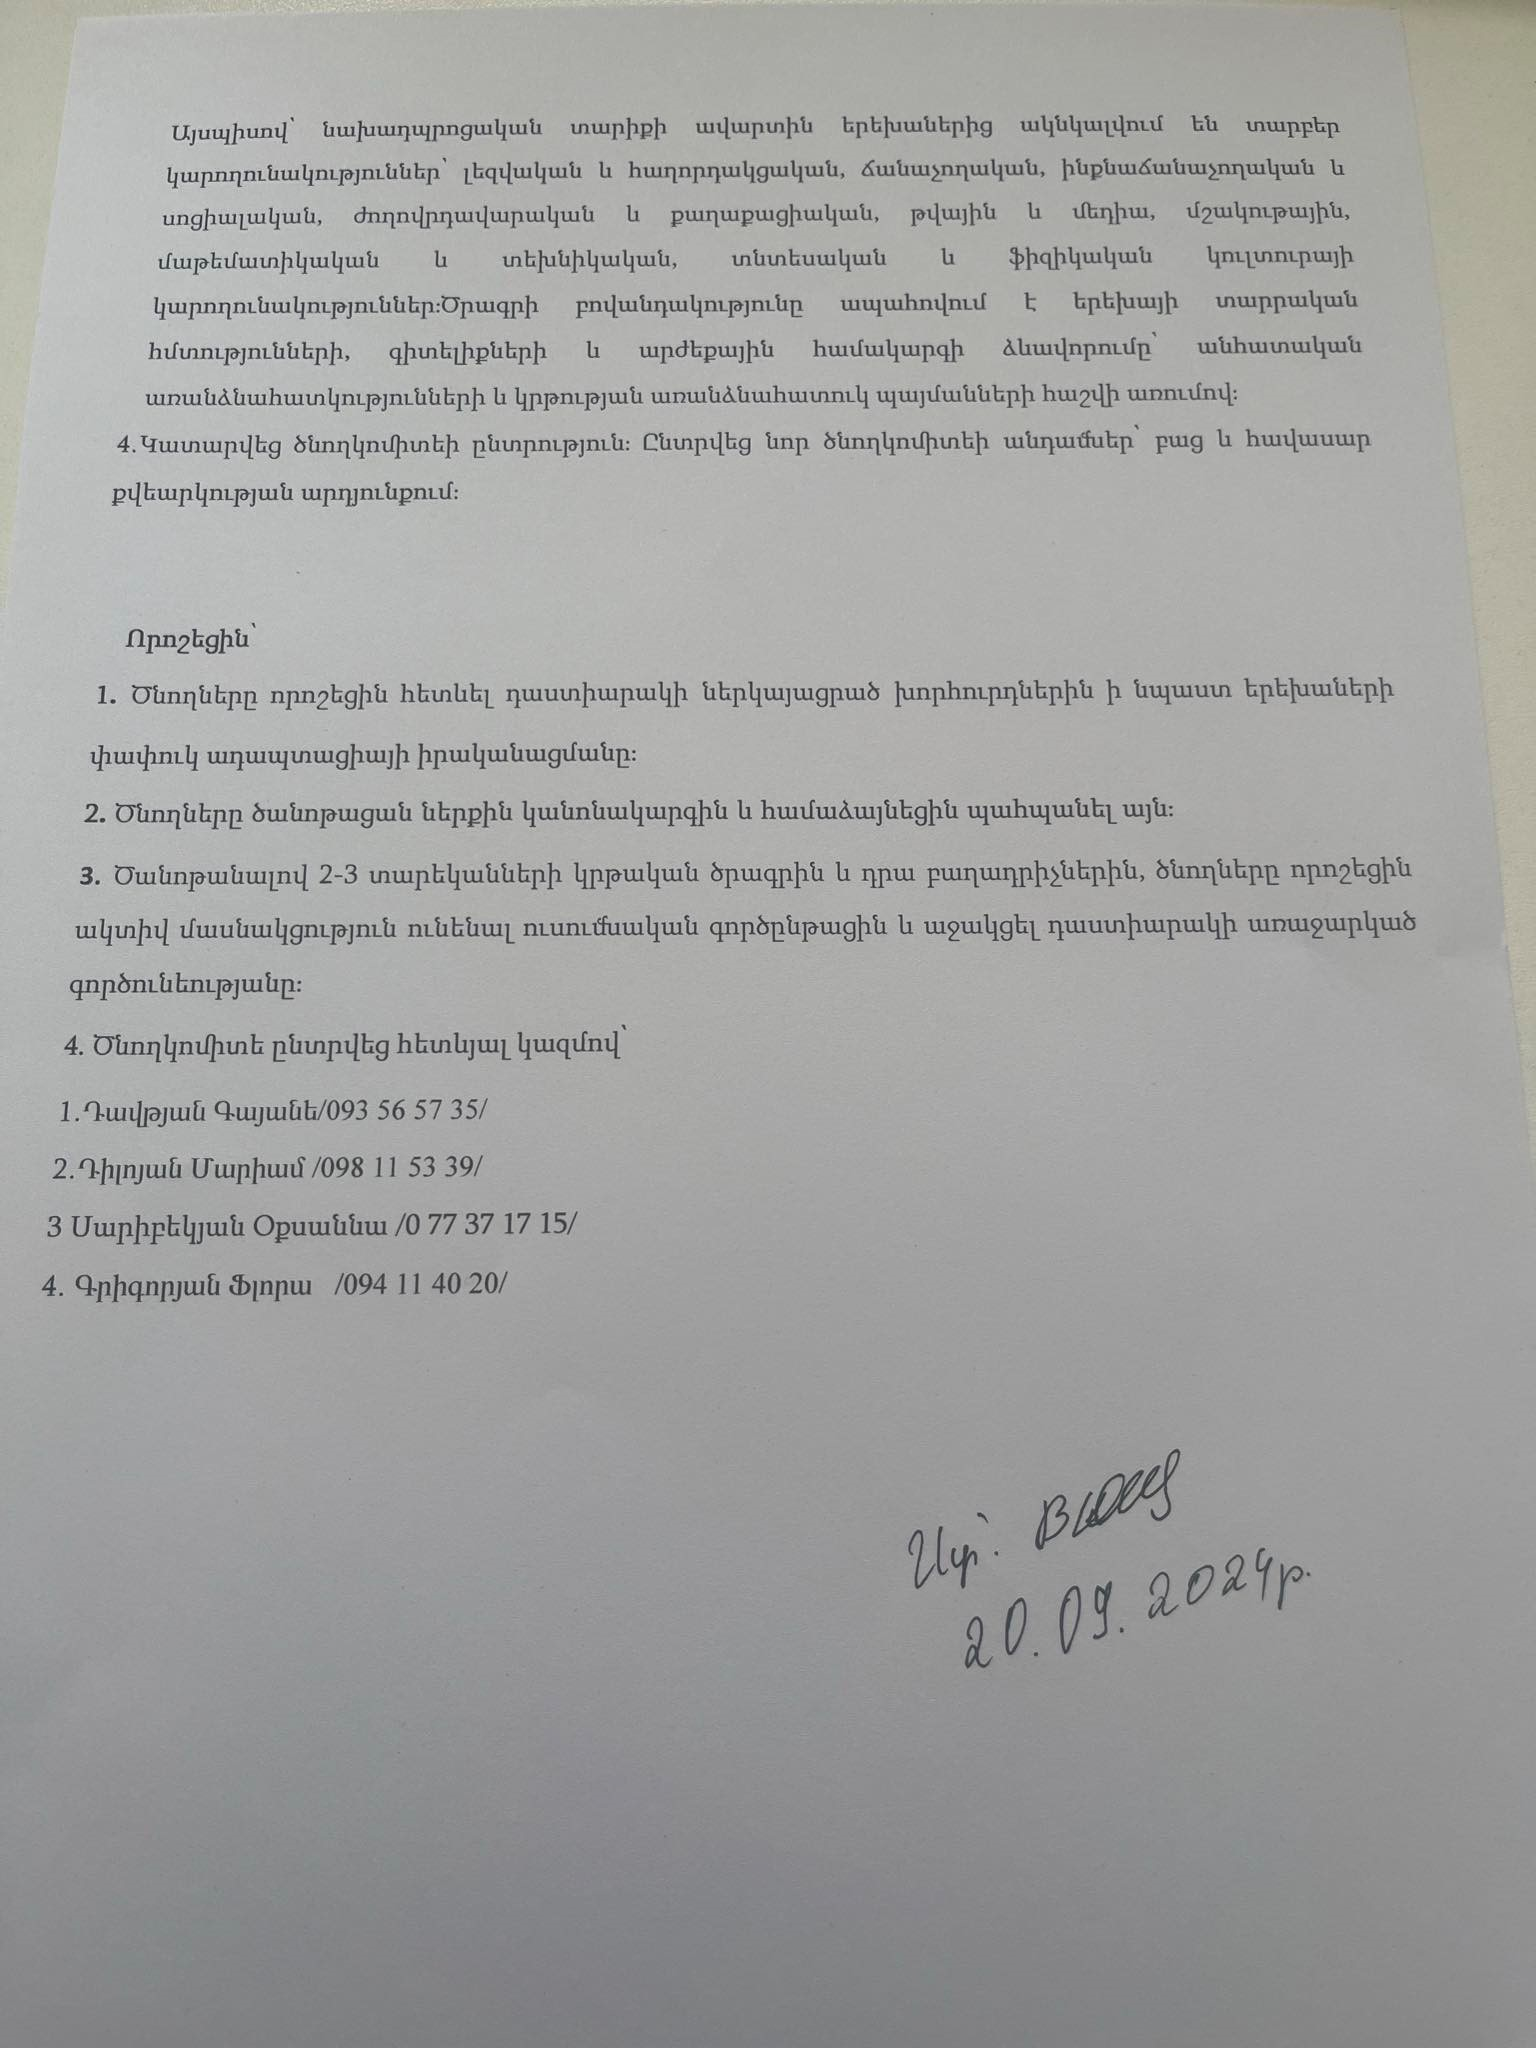 Այսպիսով՝ նախադպրոցական տարիքի ավարտին երեխաներից ակնկալվում են տարբեր
կարողունակություններ՝ լեզվական և հաղորդակցական, ճանաչողական, ինքնաճանաչողական և
սոցիալական, ժողովրդավարական և քաղաքացիական, թվային և մեդիա, մշակութային,
մաթեմատիկական և տեխնիկական, տնտեսական և ֆիզիկական կուլտուրայի
կարողունակություններ:Ծրագրի բովանդակությունը ապահովում է երեխայի տարրական
հմտությունների, գիտելիքների և արժեքային համակարգի ձևավորումը՝ անհատական
առանձնահատկությունների և կրթության առանձնահատուկ պայմանների հաշվի առումով:
4.Կատարվեց ծնողկոմիտեի ընտրություն: Ընտրվեց նոր ծնողկոմիտեի անդամներ՝ բաց և հավասար
քվեարկության արդյունքում:
Որոշեցին՝
1. Ծնողները որոշեցին հետևել դաստիարակի ներկայացրած խորհուրդներին ի նպաստ երեխաների
փափուկ ադապտացիայի իրականացմանը:
2. Ծնողները ծանոթացան ներքին կանոնակարգին և համաձայնեցին պահպանել այն:
3. Ծանոթանալով 2-3 տարեկանների կրթական ծրագրին և դրա բաղադրիչներին, ծնողները որոշեցին
ակտիվ մասնակցություն ունենալ ուսումնական գործընթացին և աջակցել դաստիարակի առաջարկած
գործունեությանը:
4. Ծնողկոմիտե ընտրվեց հետևյալ կազմով՝
1.Դավթյան Գայանե/093 56 57 35/
2.Դիլոյան Մարիամ /098 11 53 39/
3 Սարիբեկյան Օքսաննա /0 77 37 17 15/
4. Գրիգորյան Ֆլորա /094 11 40 20/
20.09.2024թ.